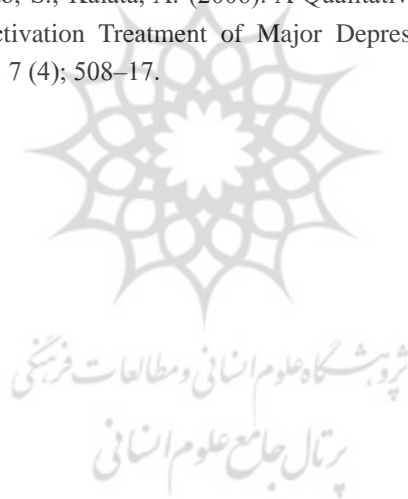 S., Kalata, A. (2006). A Qualitative
ctivation Treatment of Major Depres
7 (4); 508–17.
پژوهشگاه علوم انسانی و مطالعات فرهنگی
پرتال جامع علوم انسانی